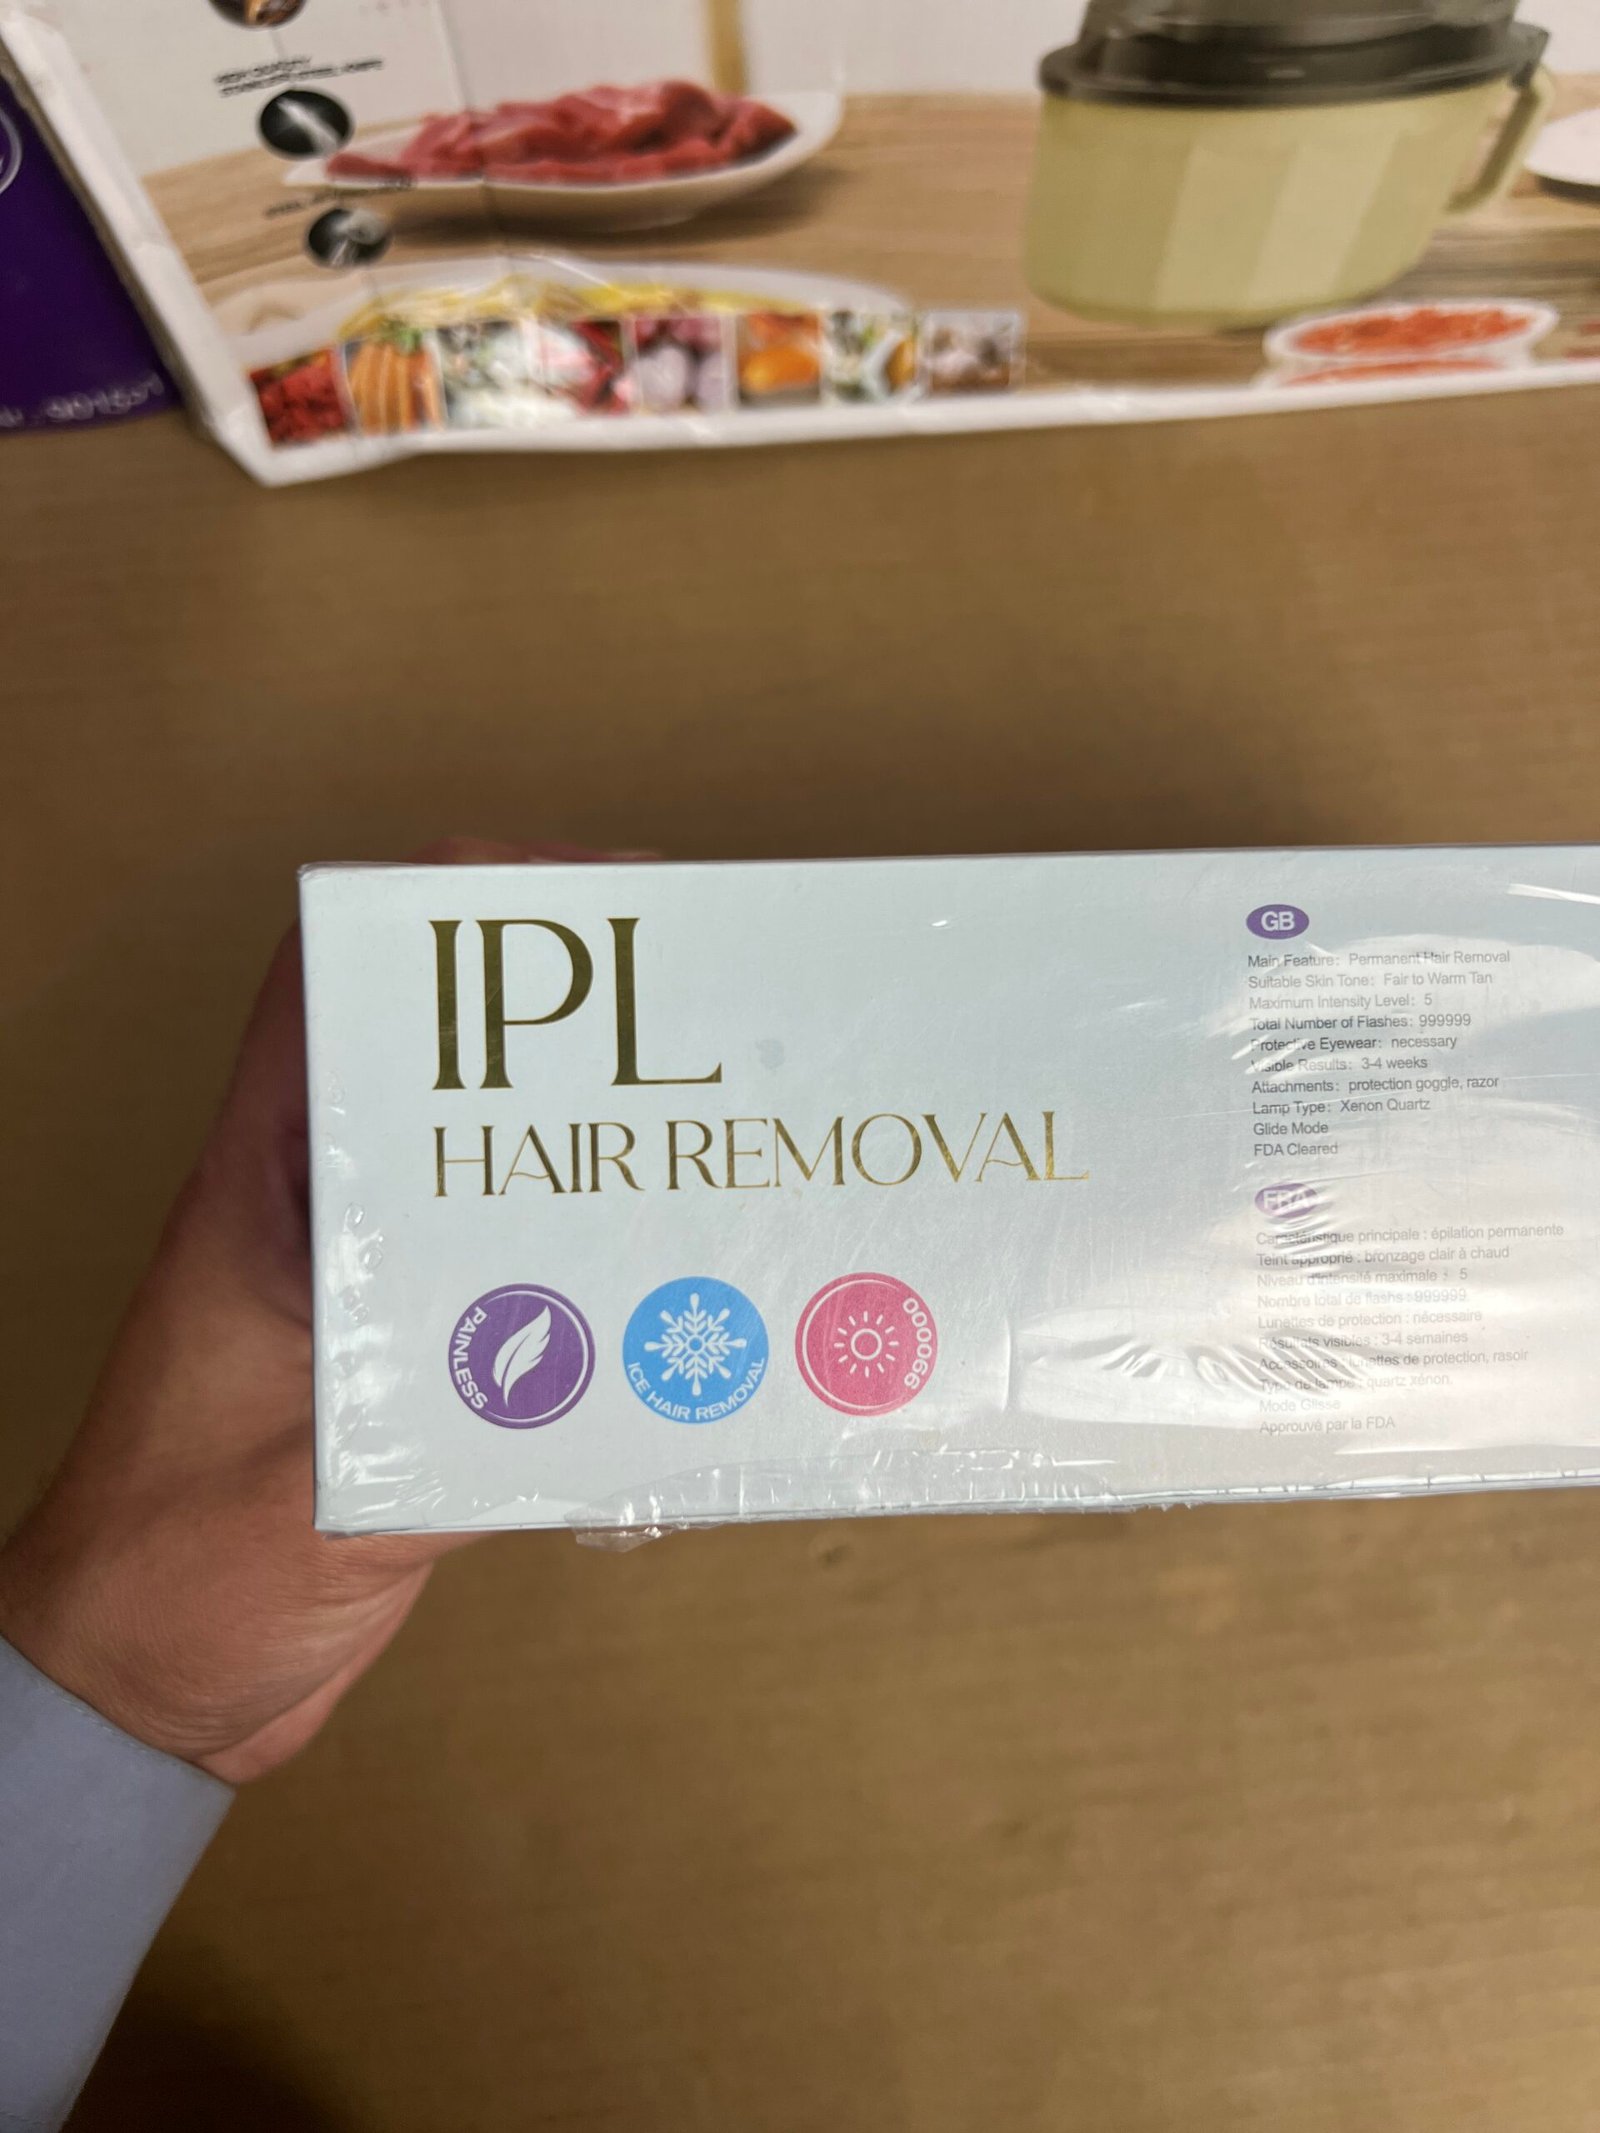 IPL
HAIR REMOVAL
PAINLESS
ICE HAIR REMOVAL
990000
GB
Main Feature: Permanent Hair Removal
Suitable Skin Tone: Fair to Warm Tan
Maximum Intensity Level: 5
Total Number of Flashes: 999999
Protective Eyewear: necessary
Visible Results: 3-4 weeks
Attachments: protection goggle, razor
Lamp Type: Xenon Quartz
Glide Mode
FDA Cleared
FRA
Caractéristique principale : épilation permanente
Teint approprié : bronzage clair à chaud
Niveau d'intensité maximale : 5
Nombre total de flashs :999999
Lunettes de protection : nécessaire
Résultats visibles : 3-4 semaines
Accessoires : lunettes de protection, rasoir
Type de lampe : quartz xénon
Mode Glisse
Approuvé par la FDA